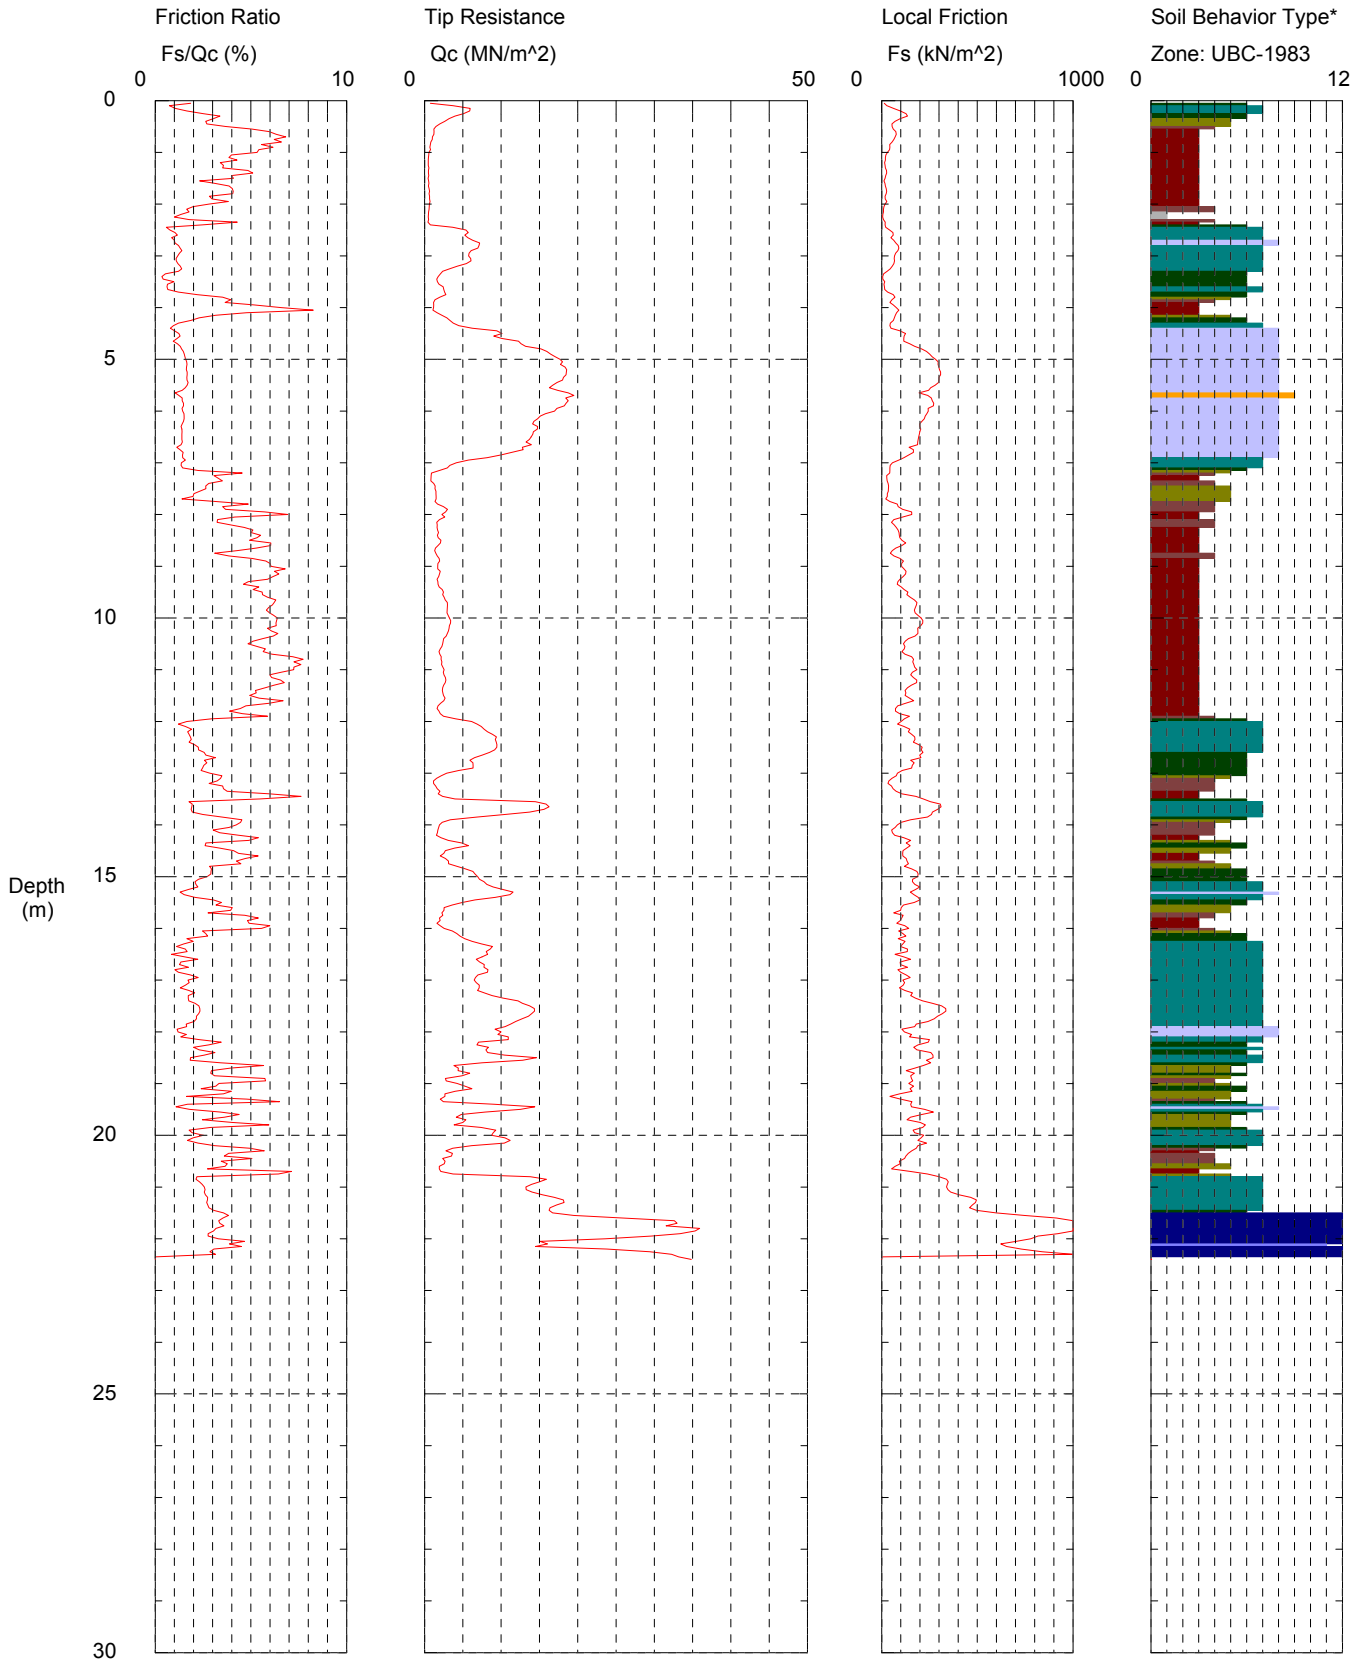 Friction Ratio
Tip Resistance
Local Friction
Soil Behavior Type*
Fs/Qc (%)
Qc (MN/m^2)
Fs (kN/m^2)
Zone: UBC-1983
0 10
0 50
0 1000
0 12
0
5
10
15
Depth
(m)
20
25
30